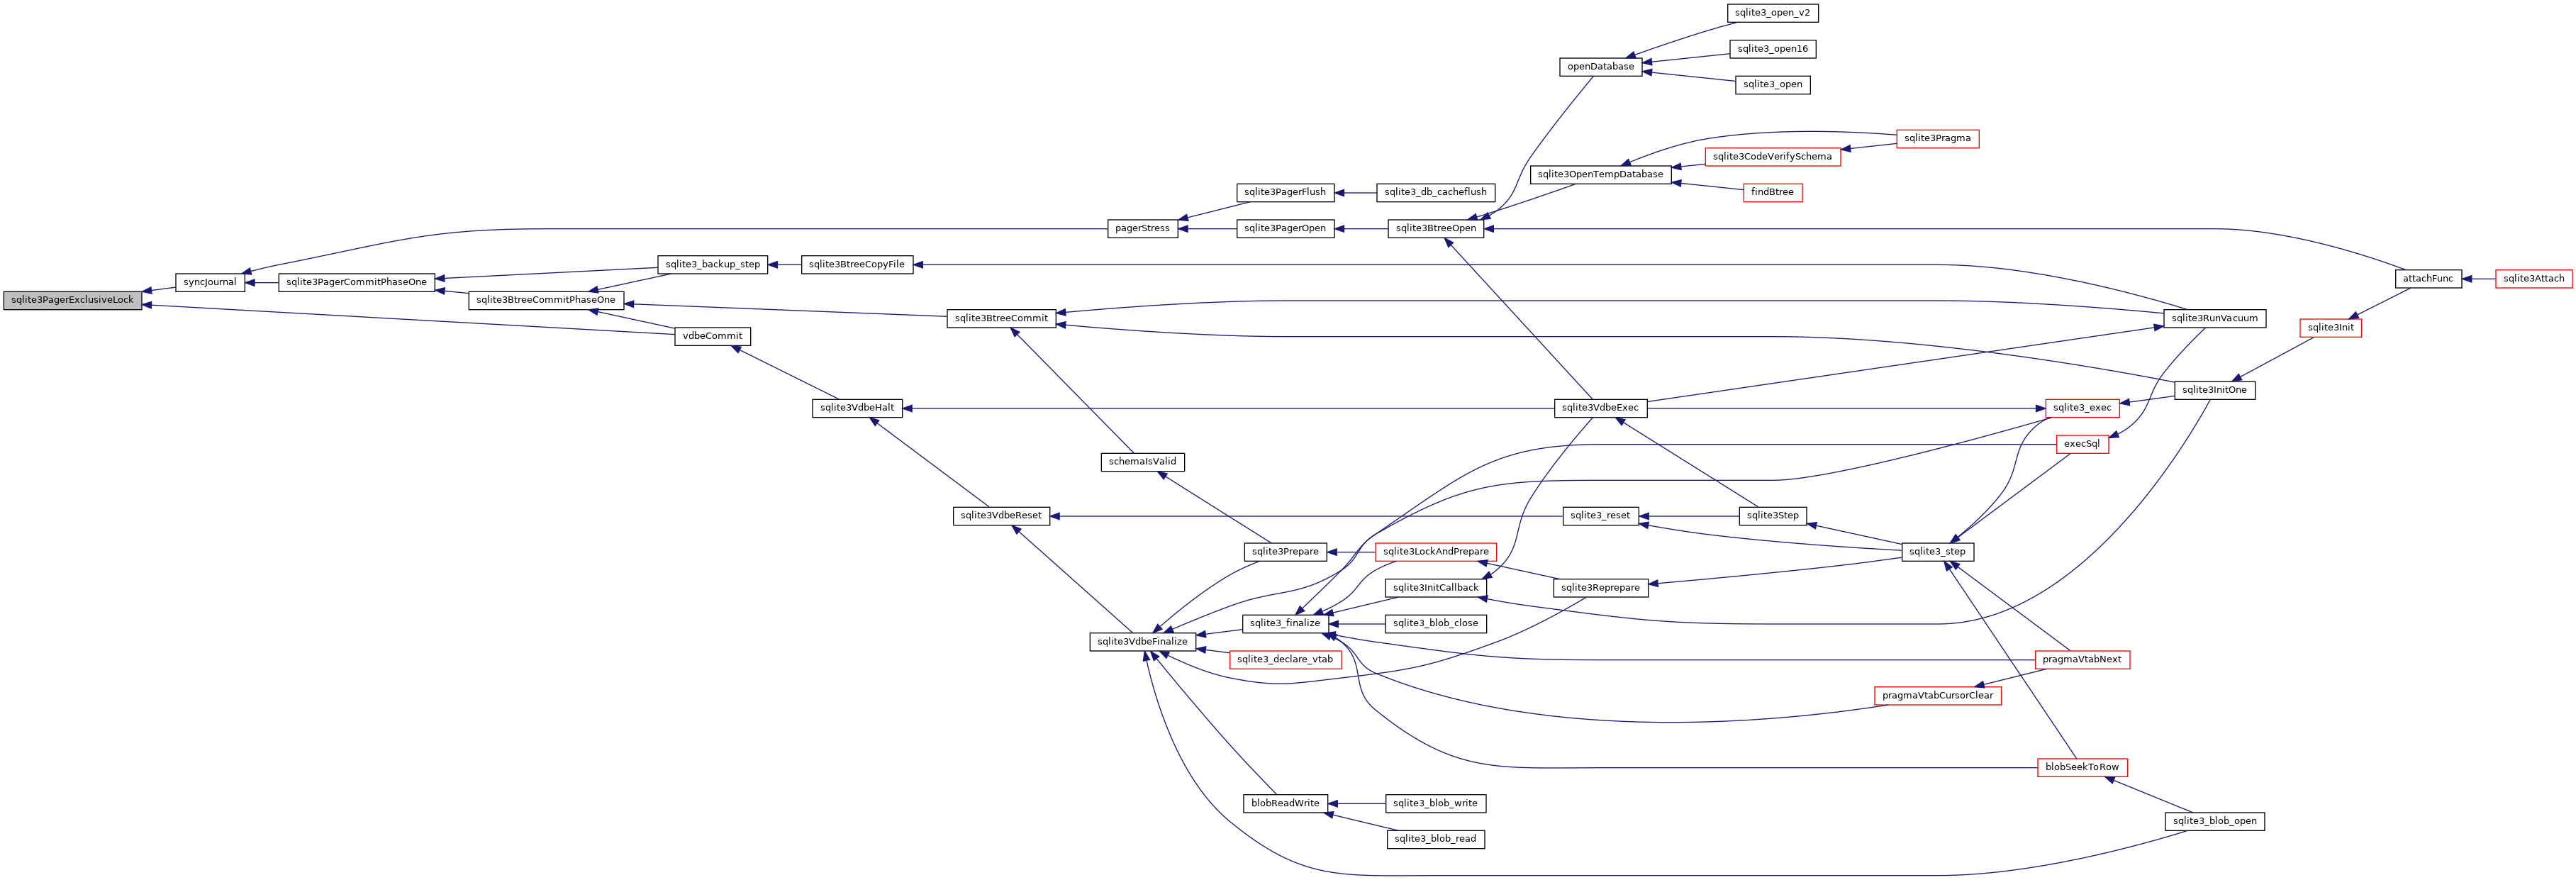 sqlite3_open_v2
sqlite3_open16
openDatabase
sqlite3_open
sqlite3Pragma
sqlite3CodeVerifySchema
sqlite3OpenTempDatabase
sqlite3PagerFlush
sqlite3_db_cacheflush
findBtree
pagerStress
sqlite3PagerOpen
sqlite3BtreeOpen
sqlite3_backup_step
sqlite3BtreeCopyFile
syncJournal
sqlite3PagerCommitPhaseOne
attachFunc
sqlite3Attach
sqlite3PagerExclusiveLock
sqlite3BtreeCommitPhaseOne
sqlite3BtreeCommit
sqlite3RunVacuum
sqlite3Init
vdbeCommit
sqlite3InitOne
sqlite3VdbeHalt
sqlite3VdbeExec
sqlite3_exec
execSql
schemaIsValid
sqlite3VdbeReset
sqlite3_reset
sqlite3Step
sqlite3Prepare
sqlite3LockAndPrepare
sqlite3_step
sqlite3InitCallback
sqlite3Reprepare
sqlite3_finalize
sqlite3_blob_close
sqlite3VdbeFinalize
sqlite3_declare_vtab
pragmaVtabNext
pragmaVtabCursorClear
blobSeekToRow
blobReadWrite
sqlite3_blob_write
sqlite3_blob_open
sqlite3_blob_read